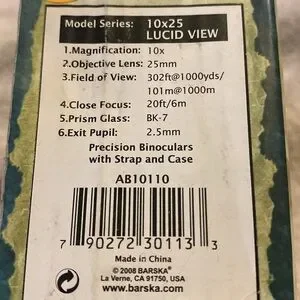 Model Series: 10x25
LUCID VIEW
1.Magnification: 10x
2.Objective Lens: 25mm
3.Field of View: 302ft@1000yds/
101m@1000m
4.Close Focus: 20ft/6m
5.Prism Glass: BK-7
6.Exit Pupil: 2.5mm
Precision Binoculars
with Strap and Case
AB10110
7 90272 30113 3
Made in China
© 2008 BARSKA®
La Verne, CA 91750, USA
www.barska.com